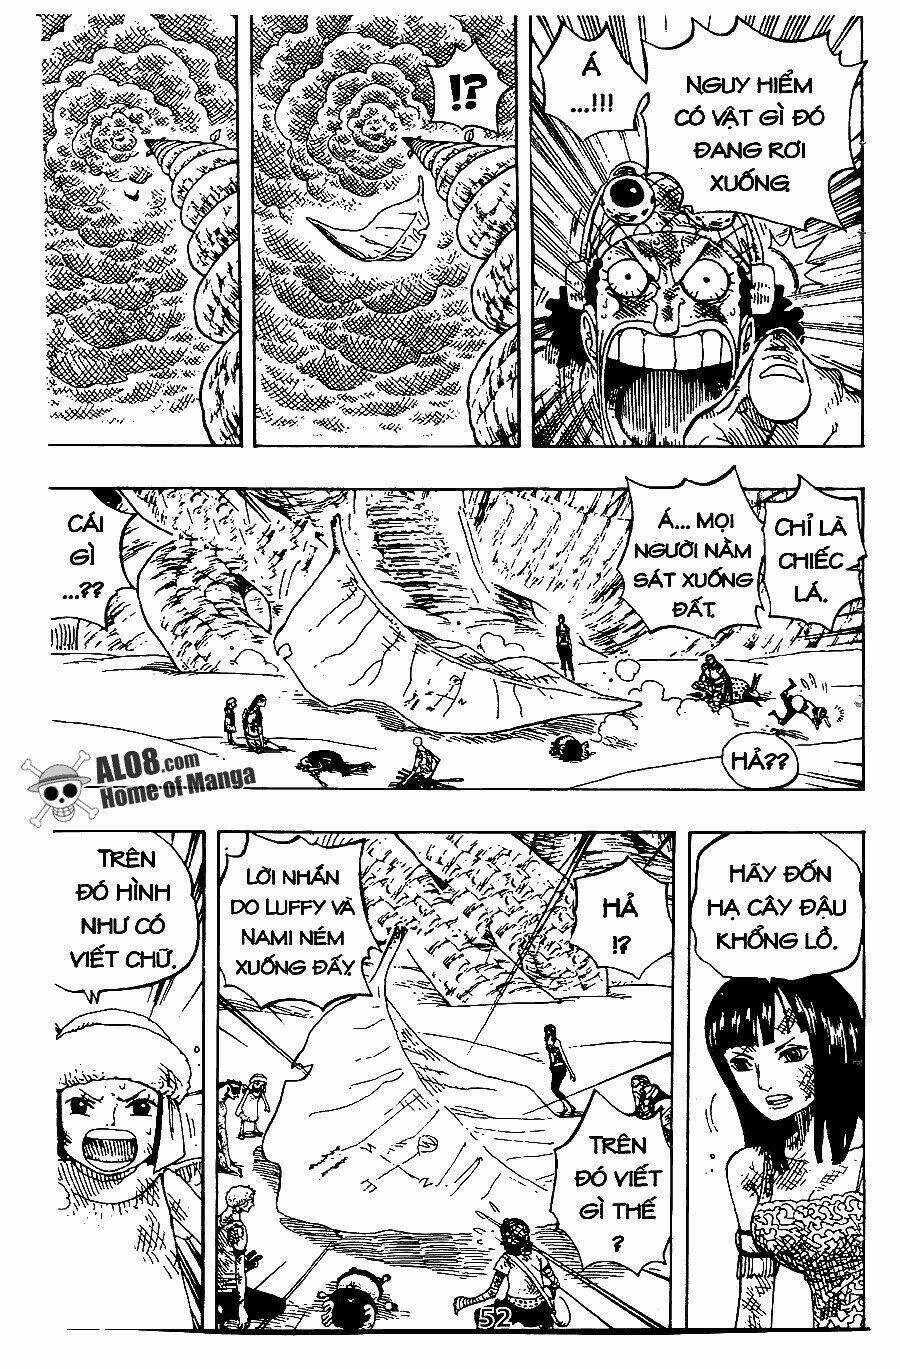 !?
Á
...!!!
NGUY HIỂM
CÓ VẬT GÌ ĐÓ
ĐANG RƠI
XUỐNG.
CÁI
GÌ
...??
Á... MỌI
NGƯỜI NẰM
SÁT XUỐNG
ĐẤT.
CHỈ LÀ
CHIẾC
LÁ.
HẢ??
ALO8.com
Home of Manga
TRÊN
ĐÓ HÌNH
NHƯ CÓ
VIẾT CHỮ.
LỜI NHẮN
DO LUFFY VÀ
NAMI NÉM
XUỐNG ĐẤY.
HẢ
!?
TRÊN
ĐÓ VIẾT
GÌ THẾ
?
HÃY ĐỐN
HẠ CÂY ĐẬU
KHỔNG LỒ.
52